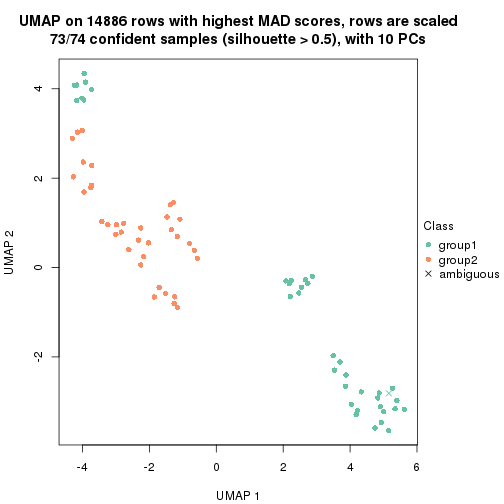 UMAP on 14886 rows with highest MAD scores, rows are scaled
73/74 confident samples (silhouette > 0.5), with 10 PCs
4
2
0
-2
UMAP 2
-4
-2
0
2
4
6
UMAP 1
Class
group1
group2
ambiguous